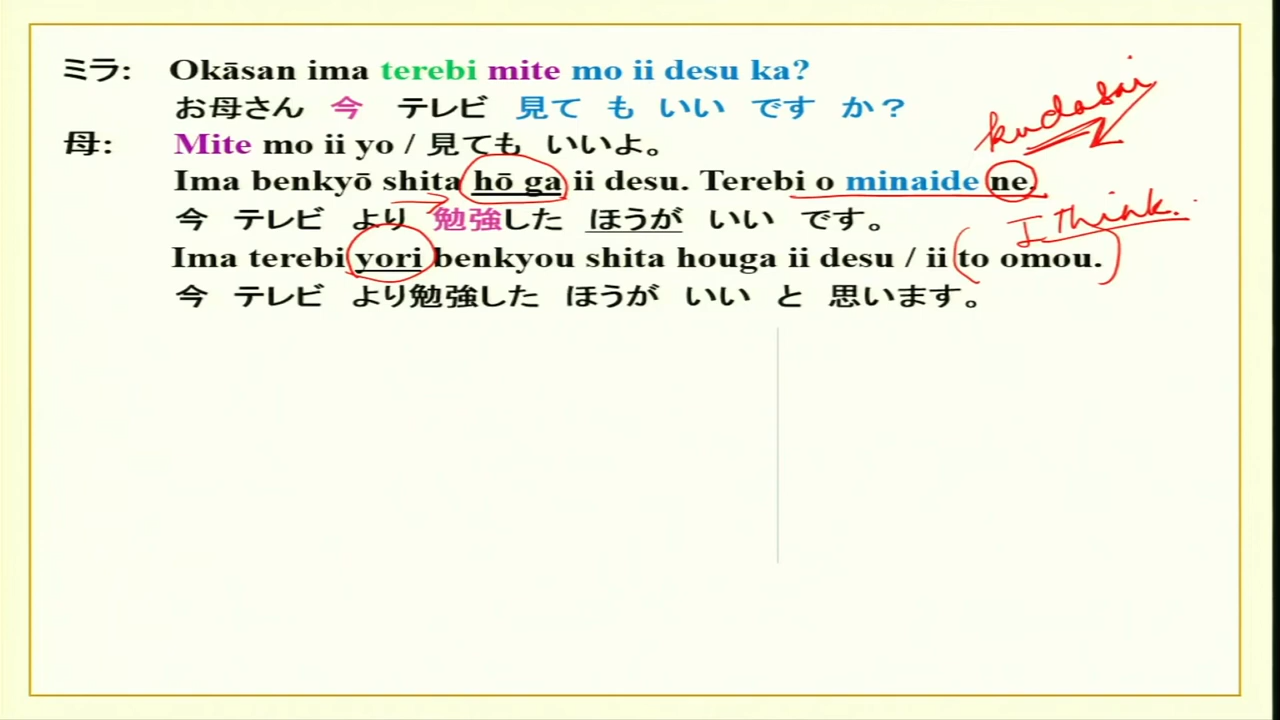 ミラ: Okāsan ima terebi mite mo ii desu ka?
お母さん 今 テレビ 見て も いい です か？
母: Mite mo ii yo / 見ても いいよ。
kudasai
Ima benkyō shita hō ga ii desu. Terebi o minaide ne.
今 テレビ より 勉強した ほうが いい です。
I think.
Ima terebi yori benkyou shita houga ii desu / ii to omou.
今 テレビ より勉強した ほうが いい と 思います。